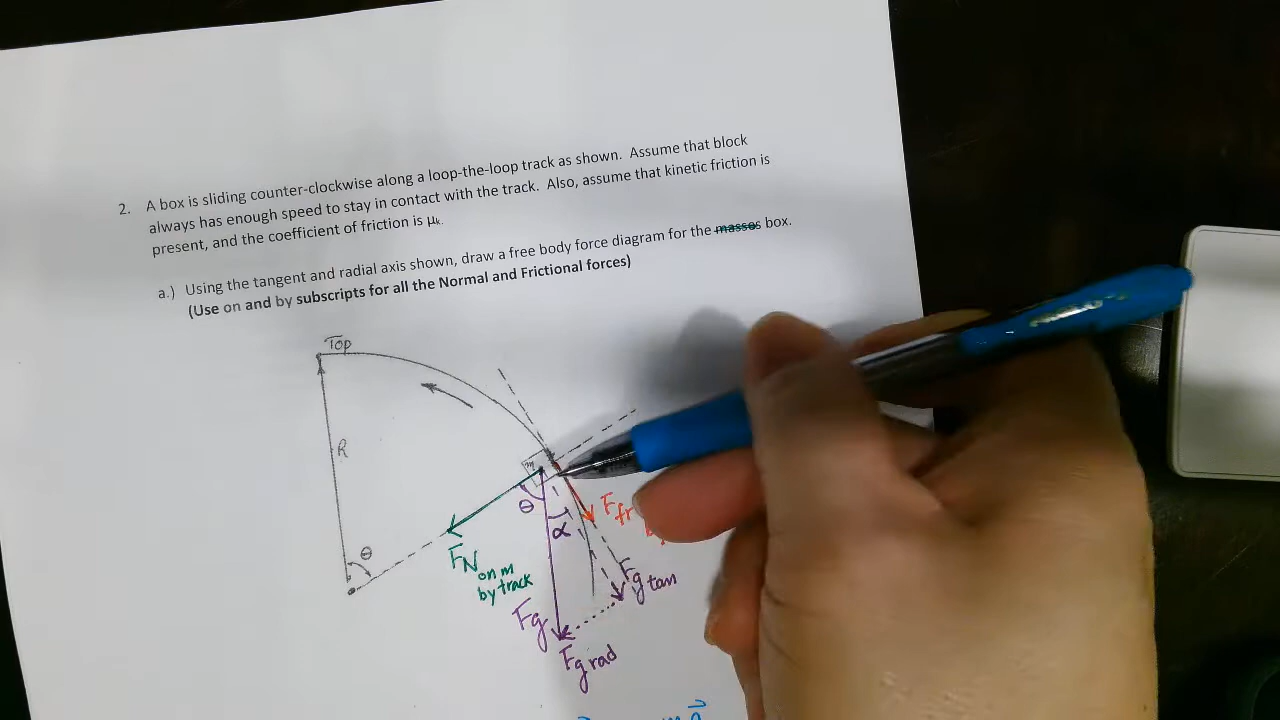 2. A box is sliding counter-clockwise along a loop-the-loop track as shown. Assume that block
always has enough speed to stay in contact with the track. Also, assume that kinetic friction is
present, and the coefficient of friction is μk.
a.) Using the tangent and radial axis shown, draw a free body force diagram for the masses box.
(Use on and by subscripts for all the Normal and Frictional forces)
Top
R
θ
m
θ
α
Ffr
FN on m
by track
Fg tan
Fg
Fg rad